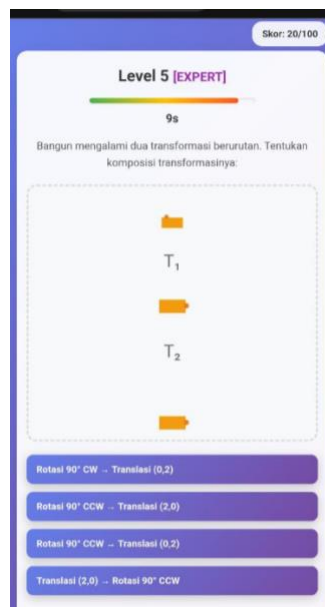 Skor: 20/100
Level 5 [EXPERT]
9s
Bangun mengalami dua transformasi berurutan. Tentukan
komposisi transformasinya:
T₁
T₂
Rotasi 90° CW → Translasi (0,2)
Rotasi 90° CCW → Translasi (2,0)
Rotasi 90° CCW → Translasi (0,2)
Translasi (2,0) → Rotasi 90° CCW